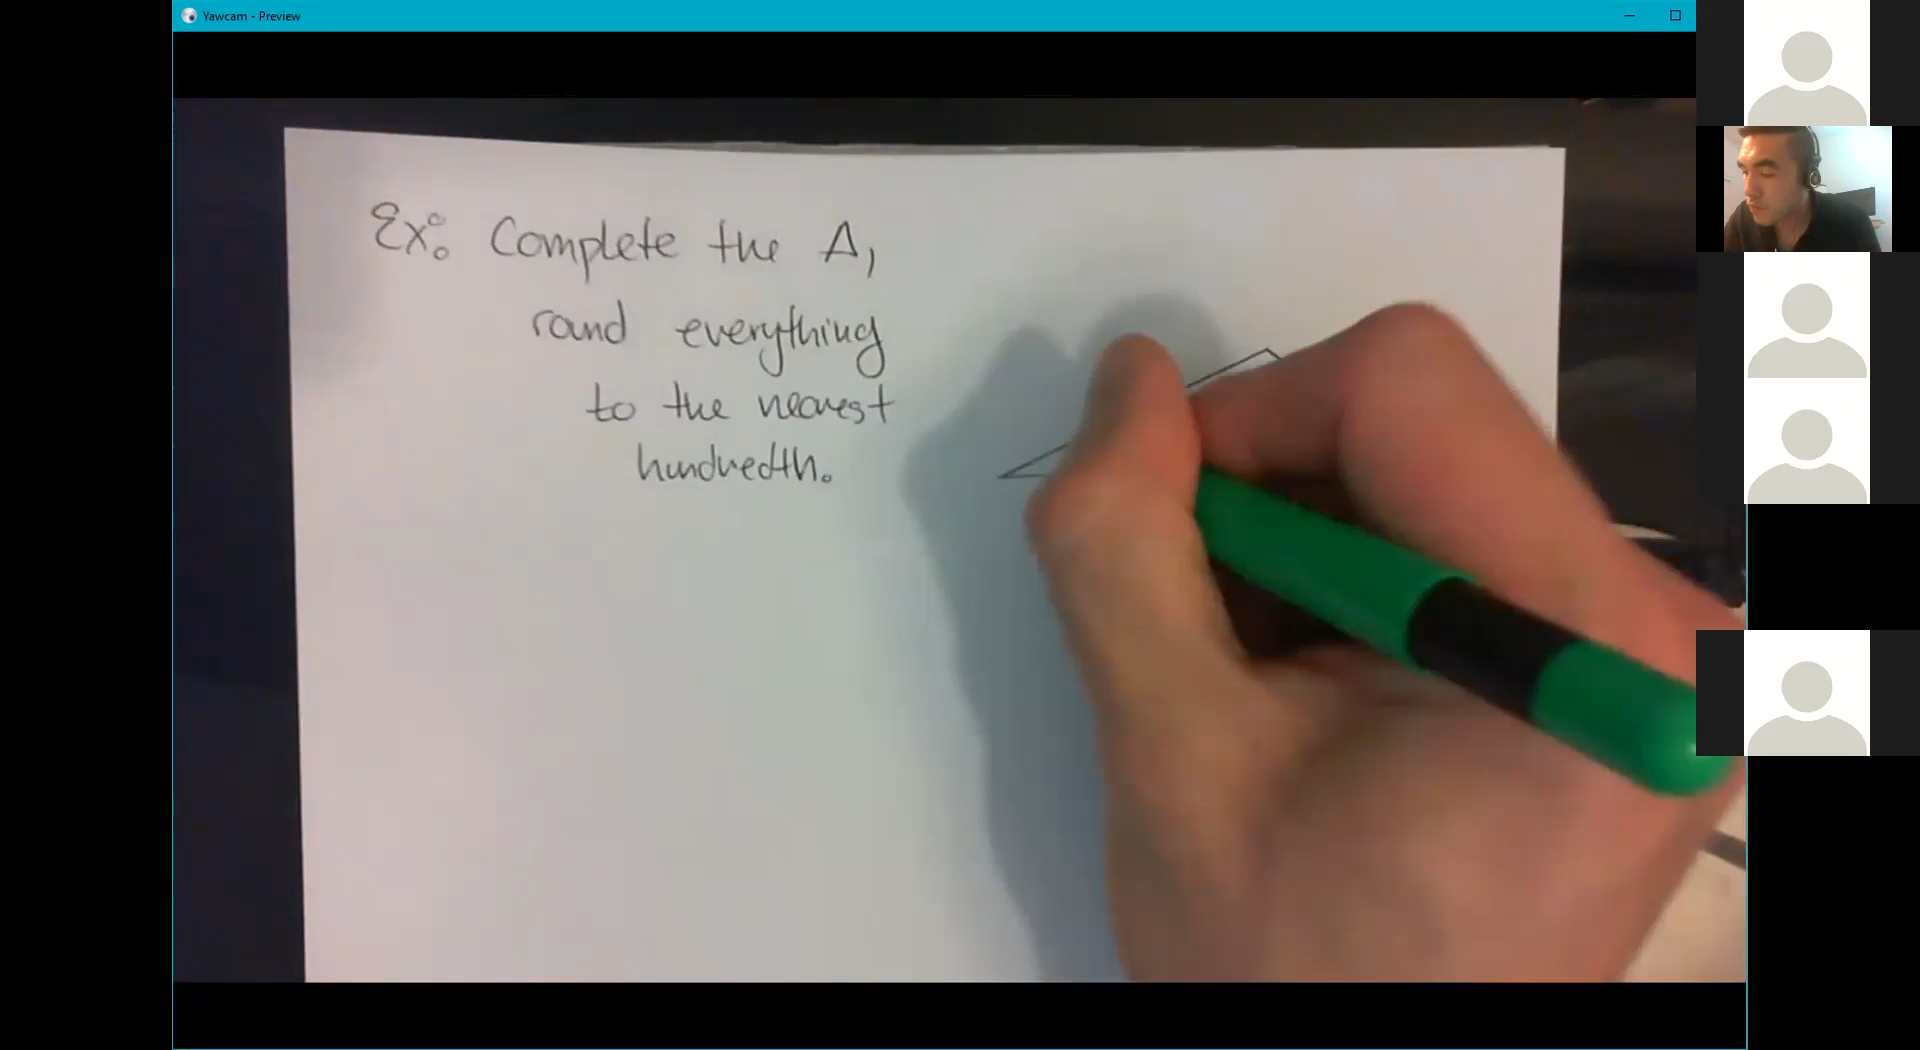 Yawcam - Preview
Ex: Complete the Δ,
round everything
to the nearest
hundredth.